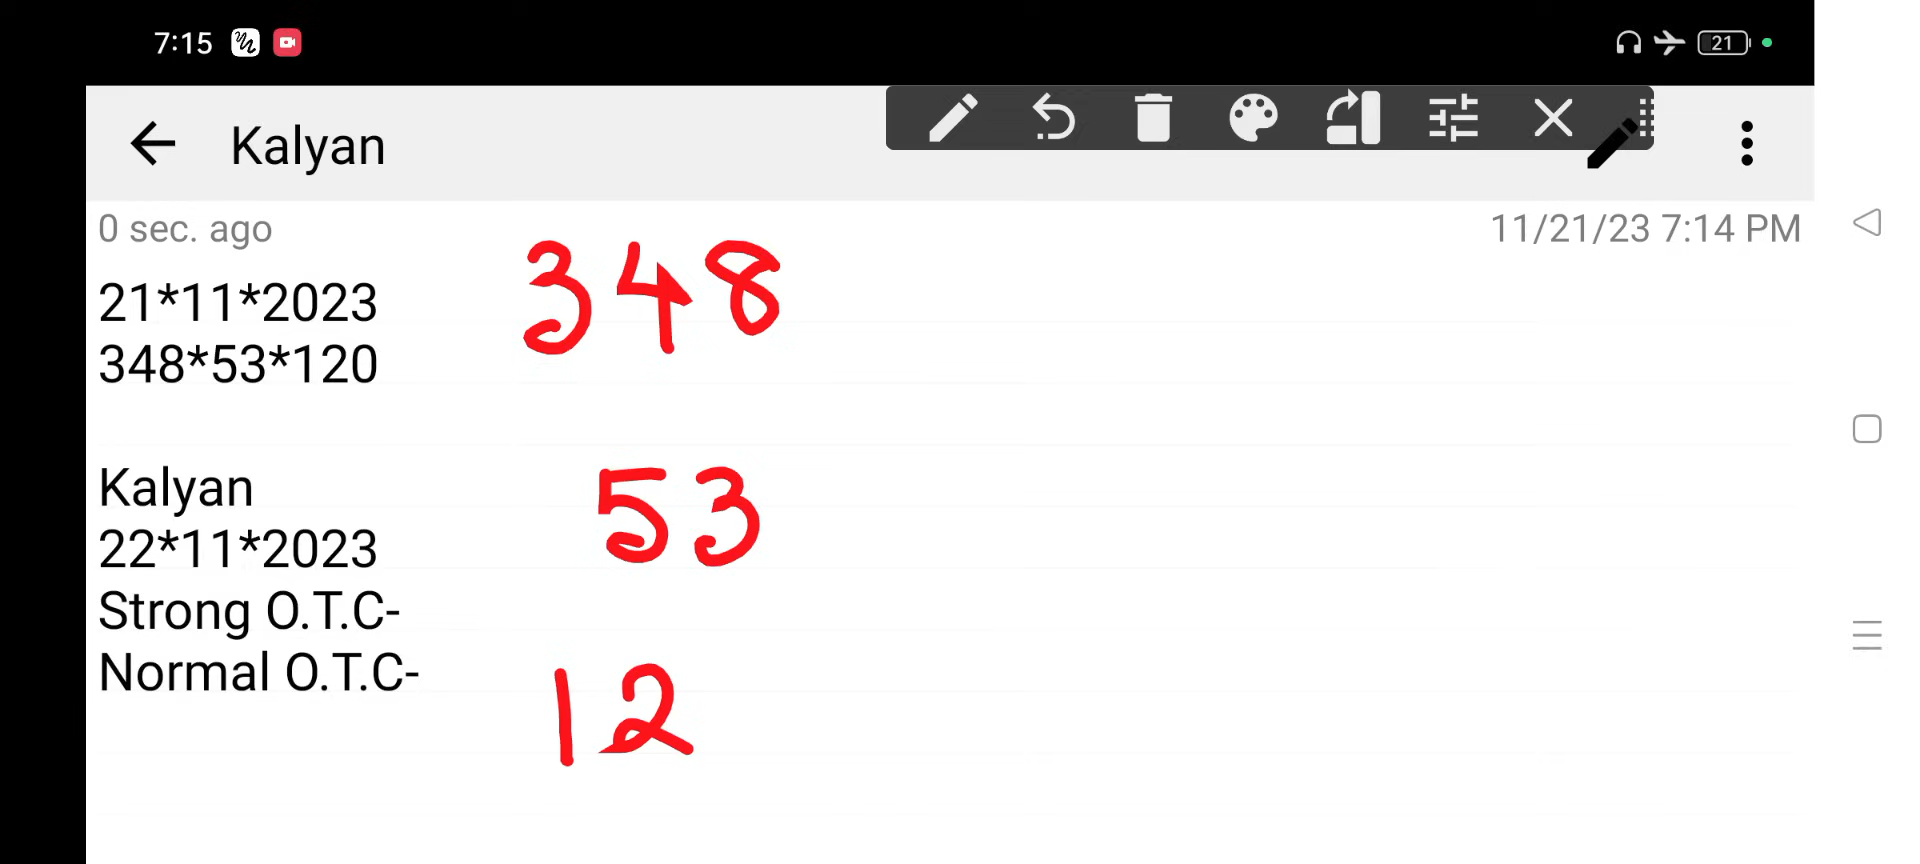 7:15
21
Kalyan
0 sec. ago
11/21/23 7:14 PM
21*11*2023
348*53*120
348
Kalyan
22*11*2023
53
Strong O.T.C-
Normal O.T.C-
12